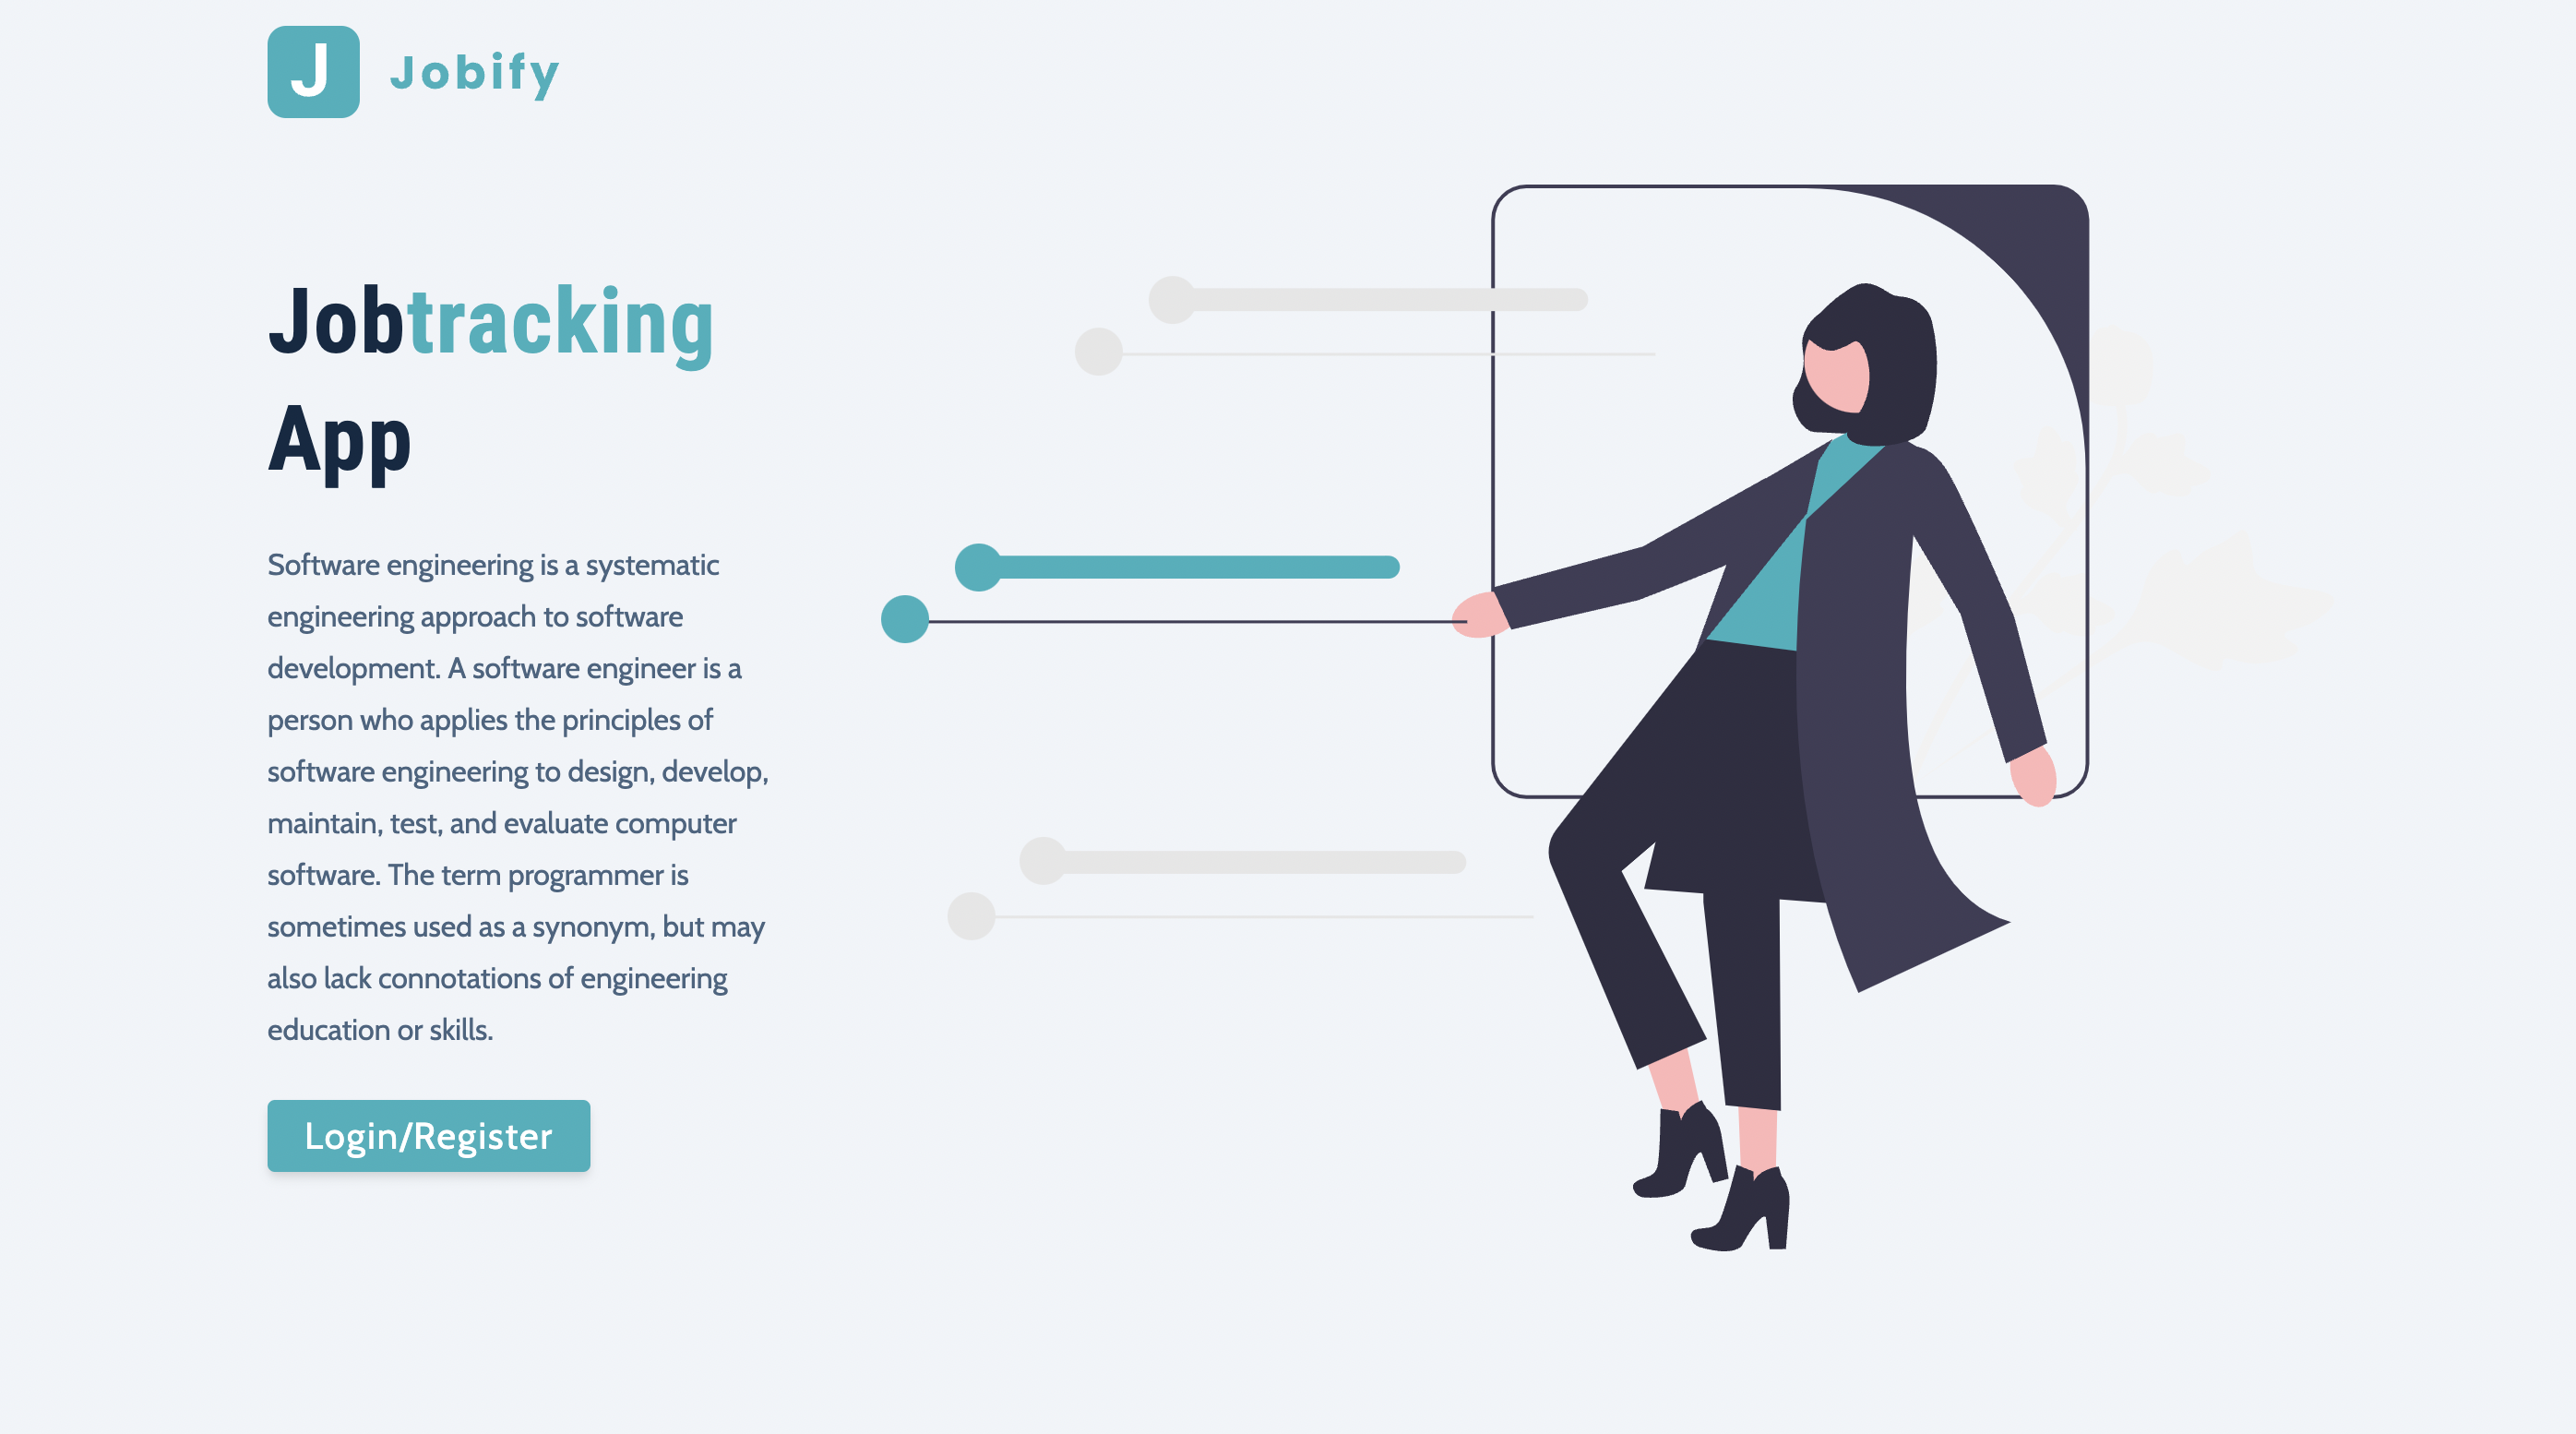 J Jobify
Jobtracking
App
Software engineering is a systematic
engineering approach to software
development. A software engineer is a
person who applies the principles of
software engineering to design, develop,
maintain, test, and evaluate computer
software. The term programmer is
sometimes used as a synonym, but may
also lack connotations of engineering
education or skills.
Login/Register